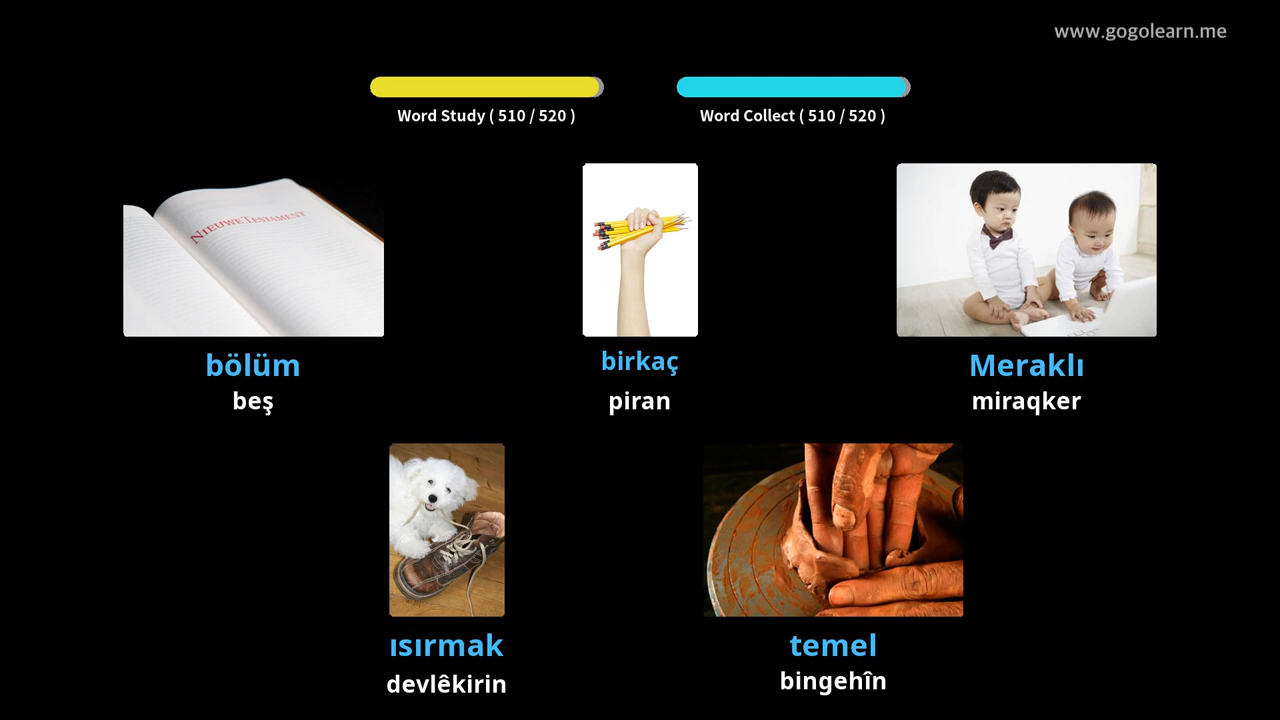 www.gogolearn.me
Word Study ( 510 / 520 )
Word Collect ( 510 / 520 )
NIEUWE TESTAMENT
bölüm
beş
birkaç
piran
Meraklı
miraqker
ısırmak
devlêkirin
temel
bingehîn